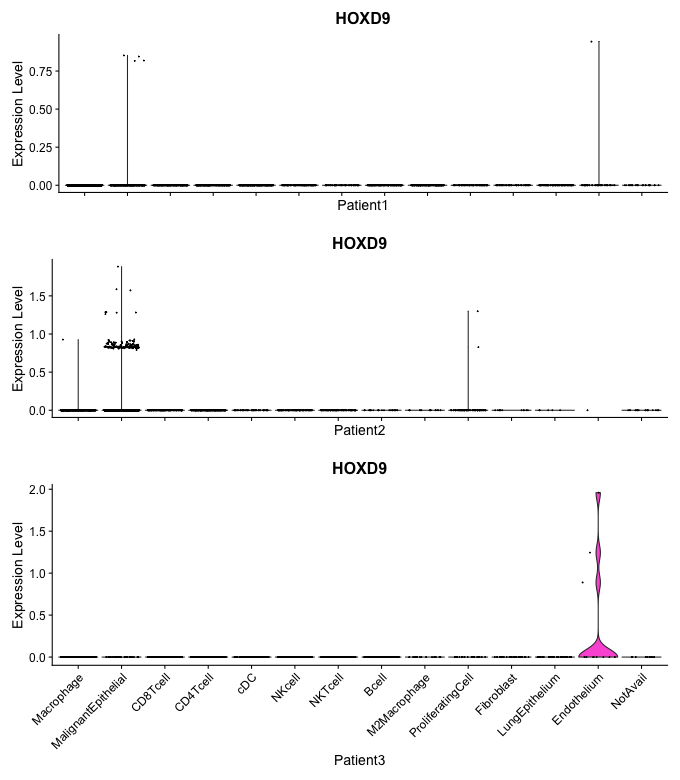 HOXD9
Expression Level
0.75
0.50
0.25
0.00
Patient1
HOXD9
Expression Level
1.5
1.0
0.5
0.0
Patient2
HOXD9
Expression Level
2.0
1.5
1.0
0.5
0.0
Macrophage
MalignantEpithelial
CD8Tcell
CD4Tcell
cDC
NKcell
NKTcell
Bcell
M2Macrophage
ProliferatingCell
Fibroblast
LungEpithelium
Endothelium
NotAvail
Patient3